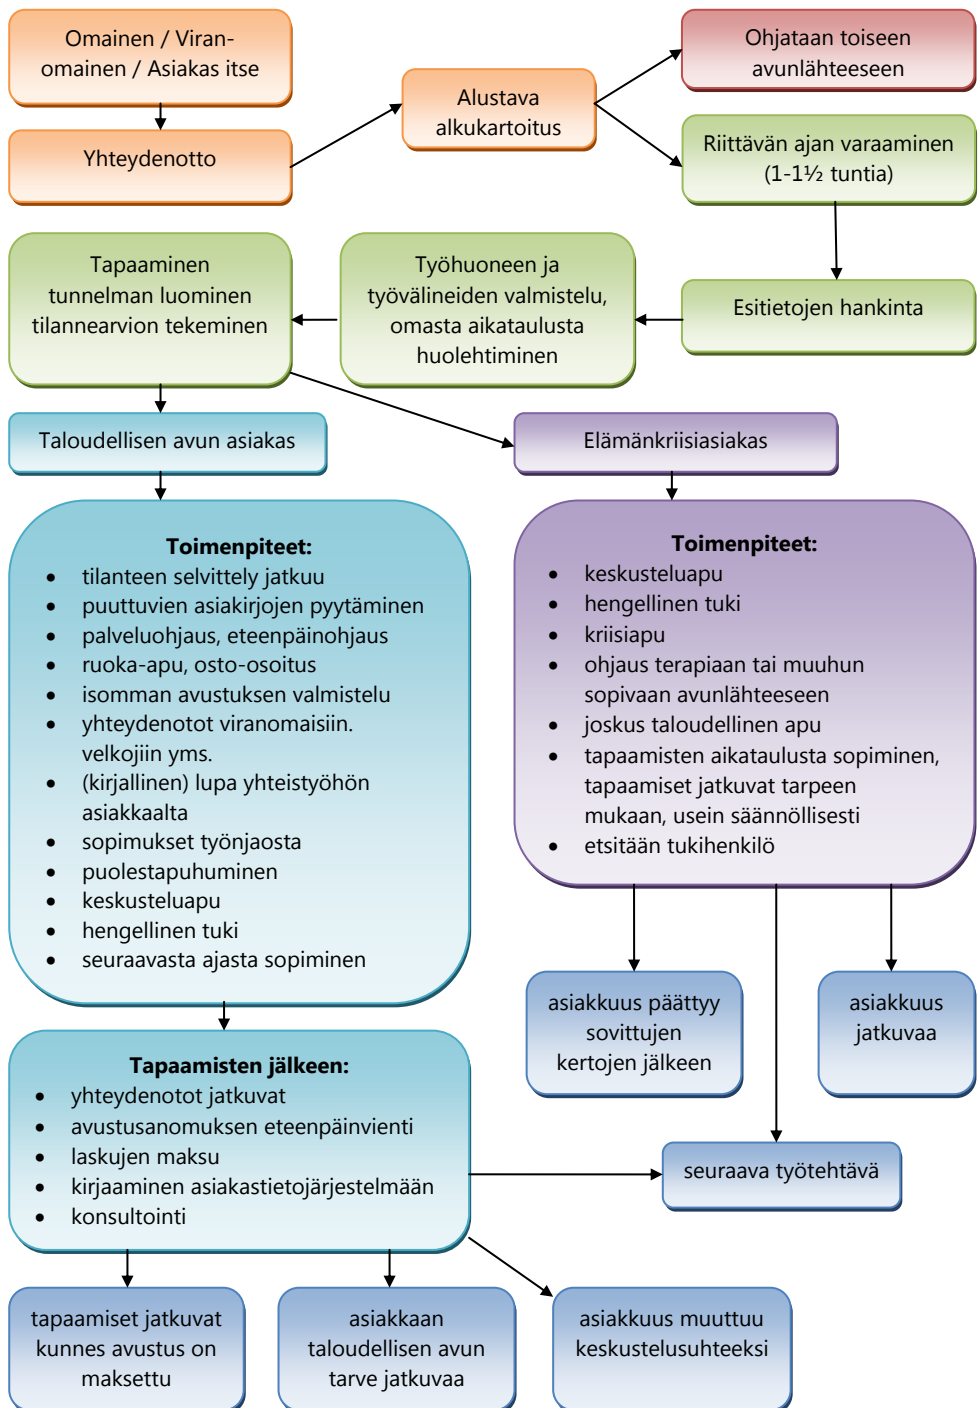 Omainen / Viran-
omainen / Asiakas itse
Yhteydenotto
Alustava
alkukartoitus
Ohjataan toiseen
avunlähteeseen
Riittävän ajan varaaminen
(1-1½ tuntia)
Esitietojen hankinta
Työhuoneen ja
työvälineiden valmistelu,
omasta aikataulusta
huolehtiminen
Tapaaminen
tunnelman luominen
tilannearvion tekeminen
Taloudellisen avun asiakas
Elämänkriisiasiakas
Toimenpiteet:
• tilanteen selvittely jatkuu
• puuttuvien asiakirjojen pyytäminen
• palveluohjaus, eteenpäinohjaus
• ruoka-apu, osto-osoitus
• isomman avustuksen valmistelu
• yhteydenotot viranomaisiin.
velkojiin yms.
• (kirjallinen) lupa yhteistyöhön
asiakkaalta
• sopimukset työnjaosta
• puolestapuhuminen
• keskusteluapu
• hengellinen tuki
• seuraavasta ajasta sopiminen
Toimenpiteet:
• keskusteluapu
• hengellinen tuki
• kriisiapu
• ohjaus terapiaan tai muuhun
sopivaan avunlähteeseen
• joskus taloudellinen apu
• tapaamisten aikataulusta sopiminen,
tapaamiset jatkuvat tarpeen
mukaan, usein säännöllisesti
• etsitään tukihenkilö
asiakkuus päättyy
sovittujen
kertojen jälkeen
asiakkuus
jatkuvaa
Tapaamisten jälkeen:
• yhteydenotot jatkuvat
• avustusanomuksen eteenpäinvienti
• laskujen maksu
• kirjaaminen asiakastietojärjestelmään
• konsultointi
seuraava työtehtävä
tapaamiset jatkuvat
kunnes avustus on
maksettu
asiakkaan
taloudellisen avun
tarve jatkuvaa
asiakkuus muuttuu
keskustelusuhteeksi